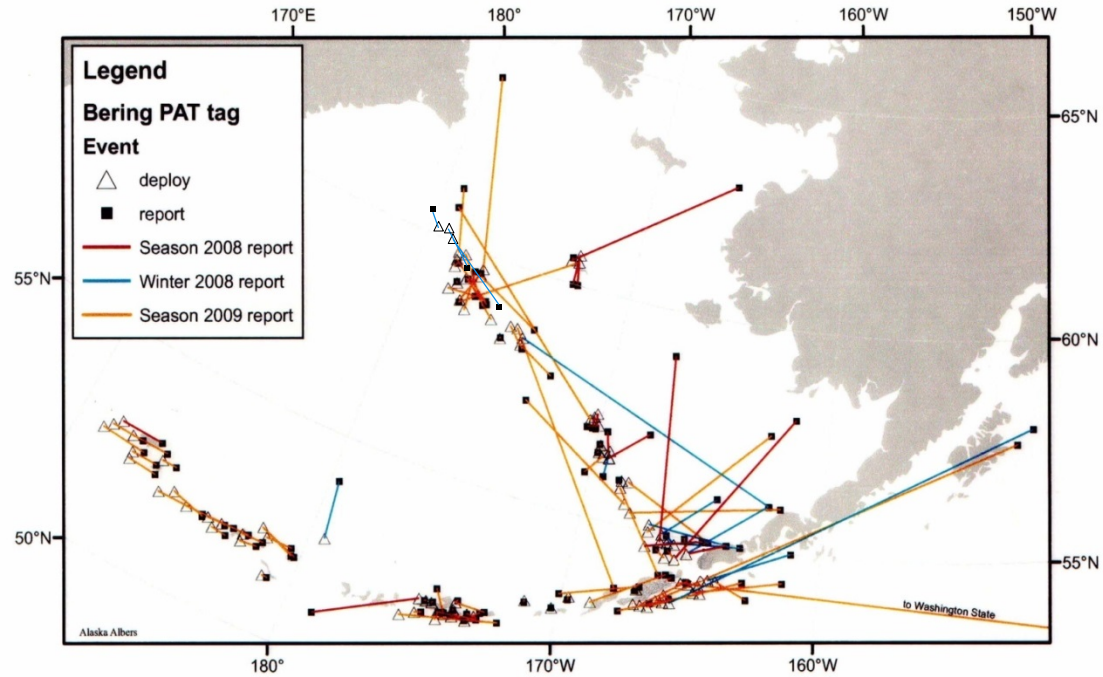 170°E 180° 170°W 160°W 150°W
Legend
Bering PAT tag
Event
deploy
report
Season 2008 report
Winter 2008 report
Season 2009 report
65°N
55°N
60°N
50°N
55°N
to Washington State
Alaska Albers
180° 170°W 160°W